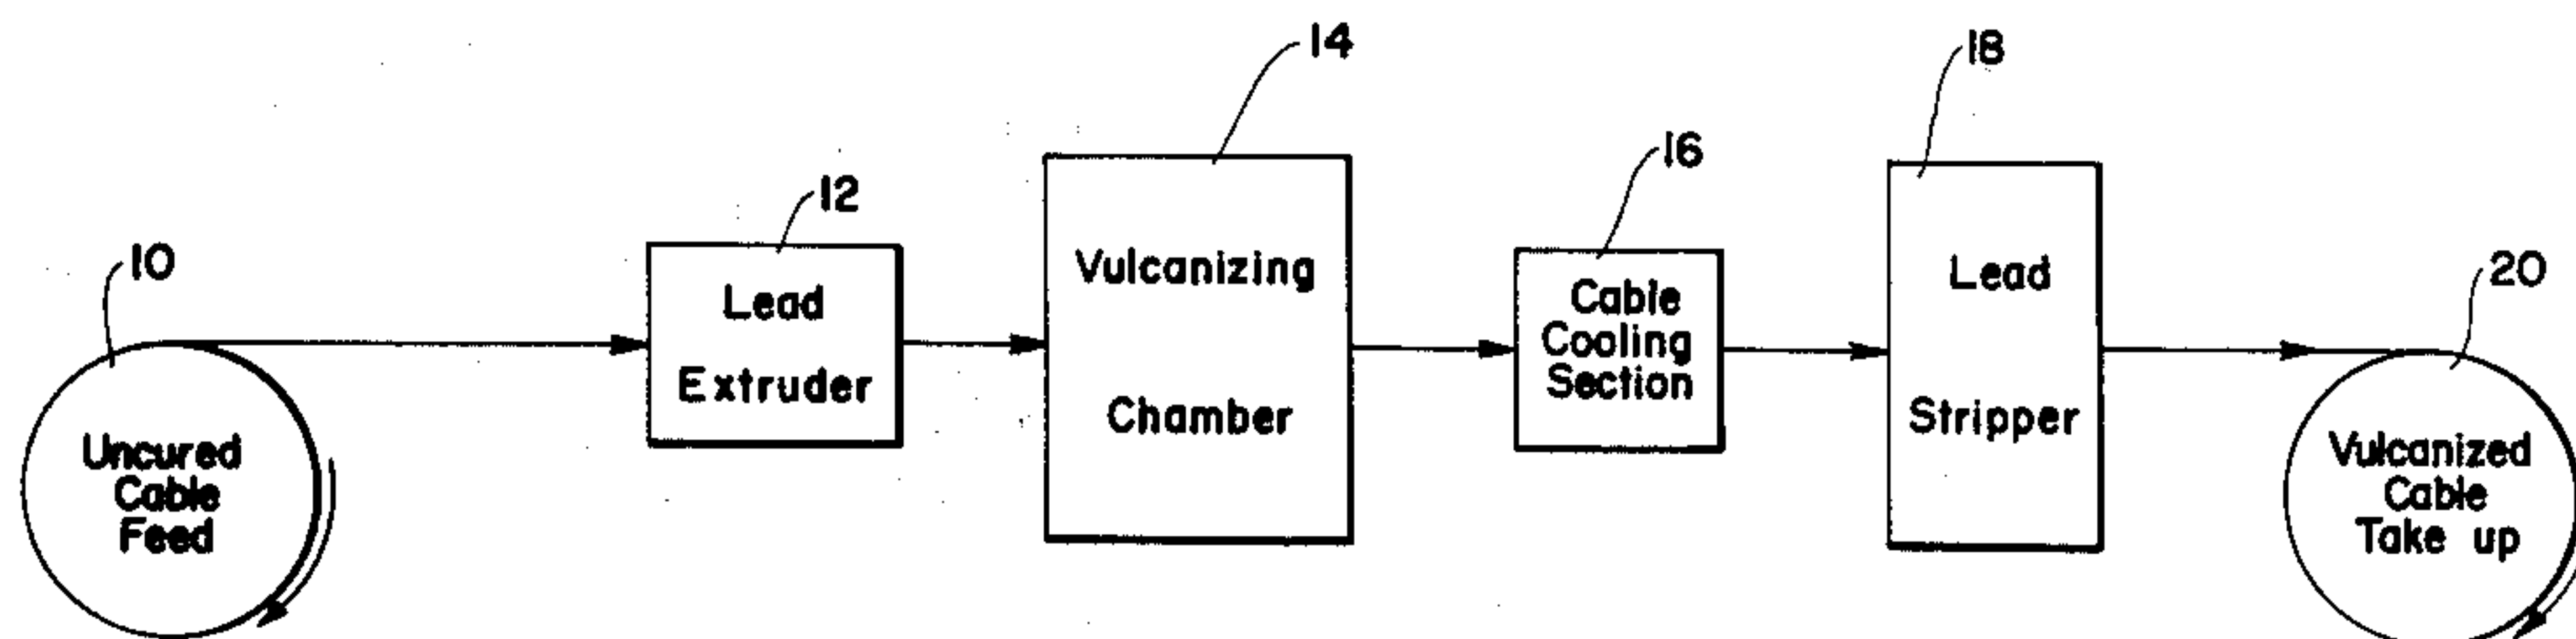 10
Uncured
Cable
Feed
12
Lead
Extruder
14
Vulcanizing
Chamber
16
Cable
Cooling
Section
18
Lead
Stripper
20
Vulcanized
Cable
Take up